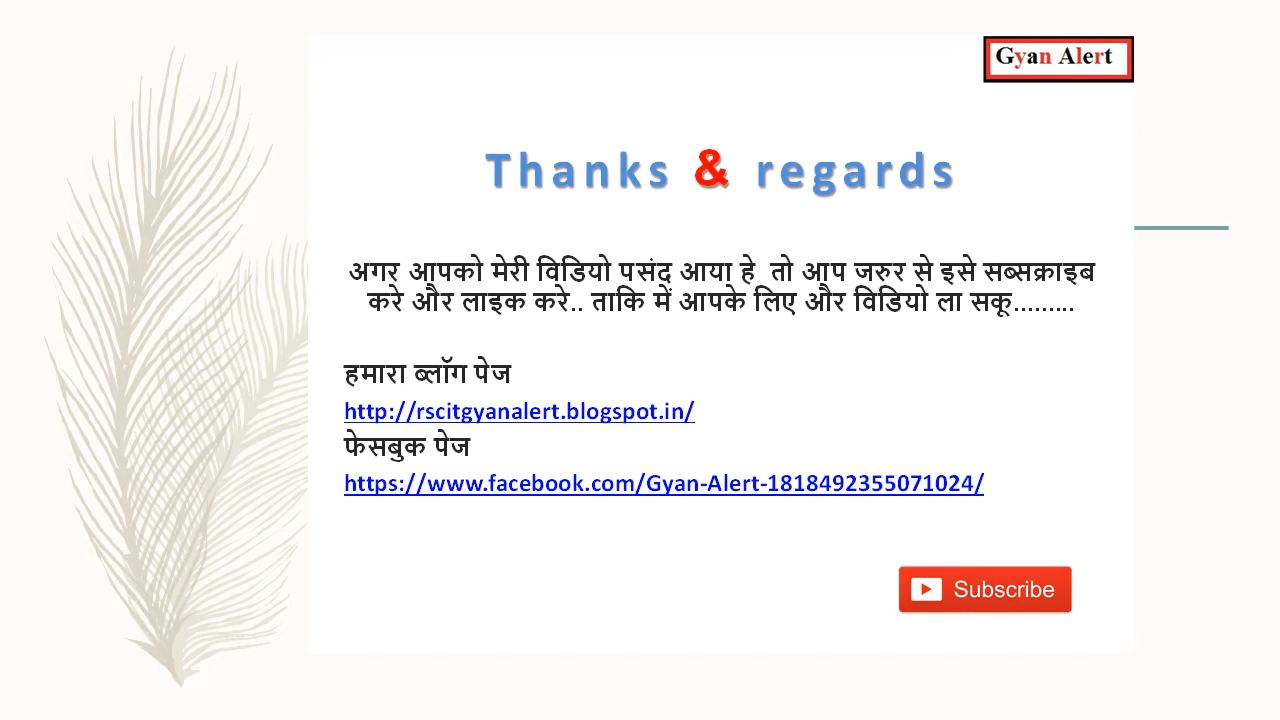 Gyan Alert
Thanks & regards
अगर आपको मेरी विडियो पसंद आया हे तो आप जरुर से इसे सब्सक्राइब
करे और लाइक करे.. ताकि में आपके लिए और विडियो ला सकू.........
हमारा ब्लॉग पेज
http://rscitgyanalert.blogspot.in/
फेसबुक पेज
https://www.facebook.com/Gyan-Alert-1818492355071024/
Subscribe